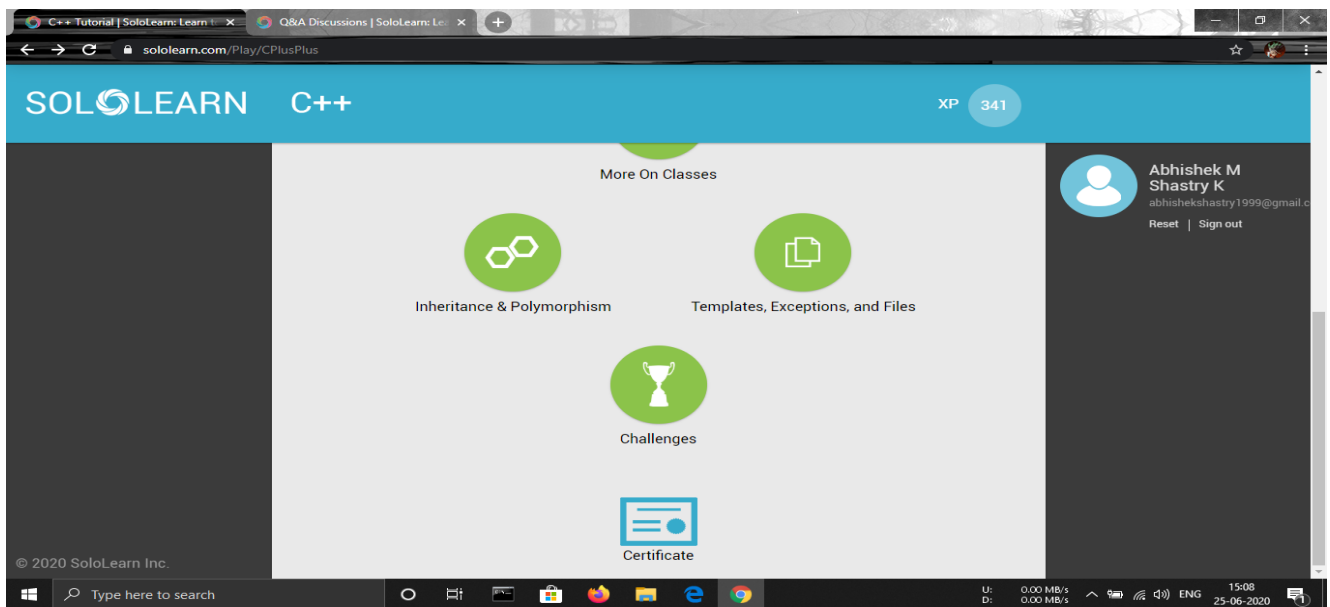 C++ Tutorial | SoloLearn: Learn t
Q&A Discussions | SoloLearn: Lea
sololearn.com/Play/CPlusPlus
SOLOLEARN C++ XP 341
More On Classes
Abhishek M
Shastry K
abhishekshastry1999@gmail.c
Reset | Sign out
Inheritance & Polymorphism
Templates, Exceptions, and Files
Challenges
Certificate
© 2020 SoloLearn Inc.
Type here to search
U: 0.00 MB/s
D: 0.00 MB/s
ENG
15:08
25-06-2020
1